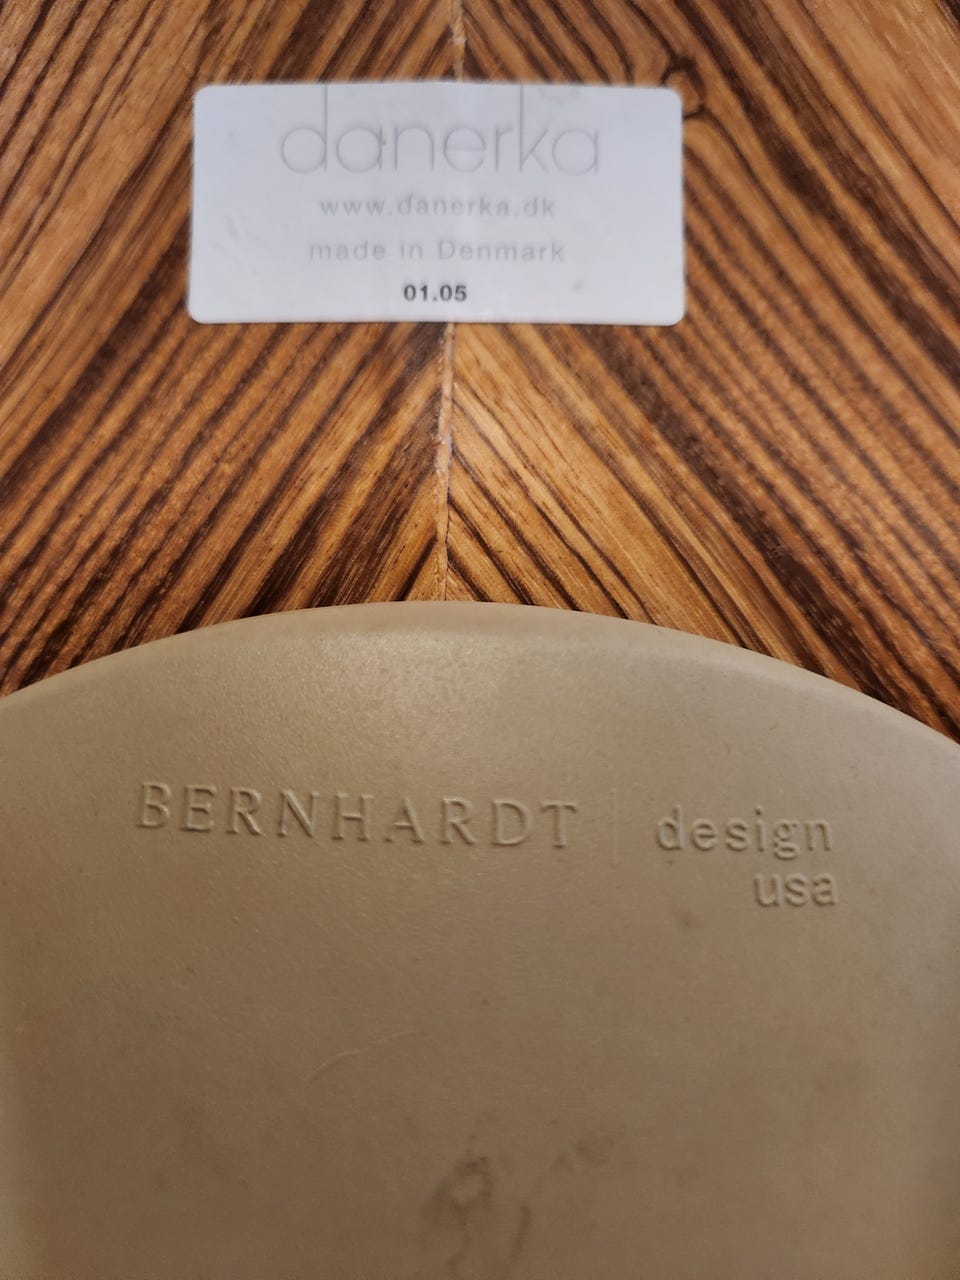 danerka
www.danerka.dk
made in Denmark
01.05
BERNHARDT | design
usa